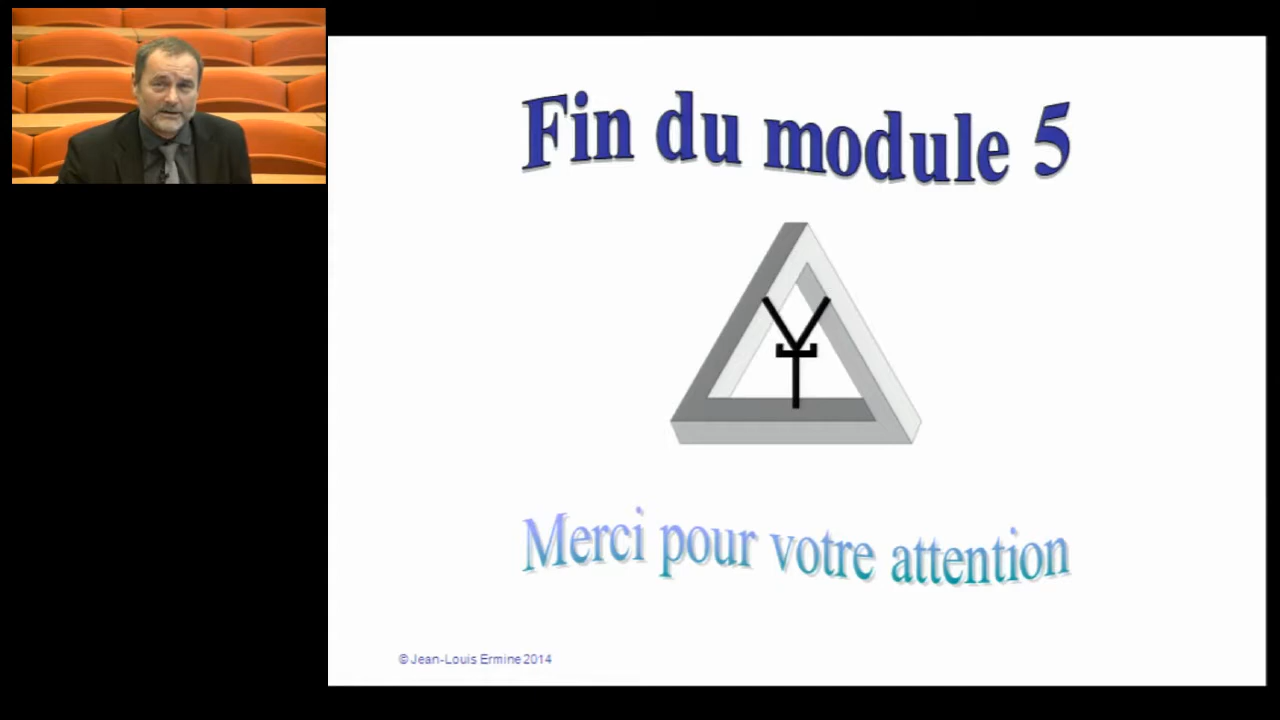 Fin du module 5
Merci pour votre attention
© Jean-Louis Ermine 2014